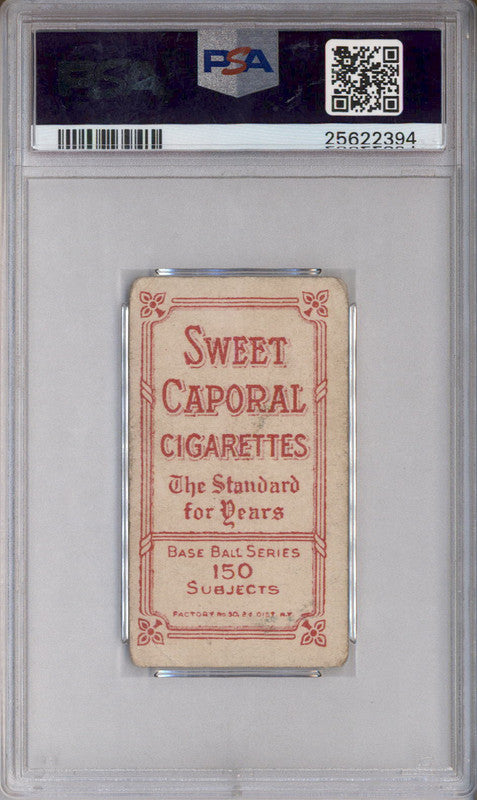 PSA
PSA
25622394
SWEET
CAPORAL
CIGARETTES
The Standard
for Years
BASE BALL SERIES
150
SUBJECTS
FACTORY NO 30, 2d DIST. N.Y.